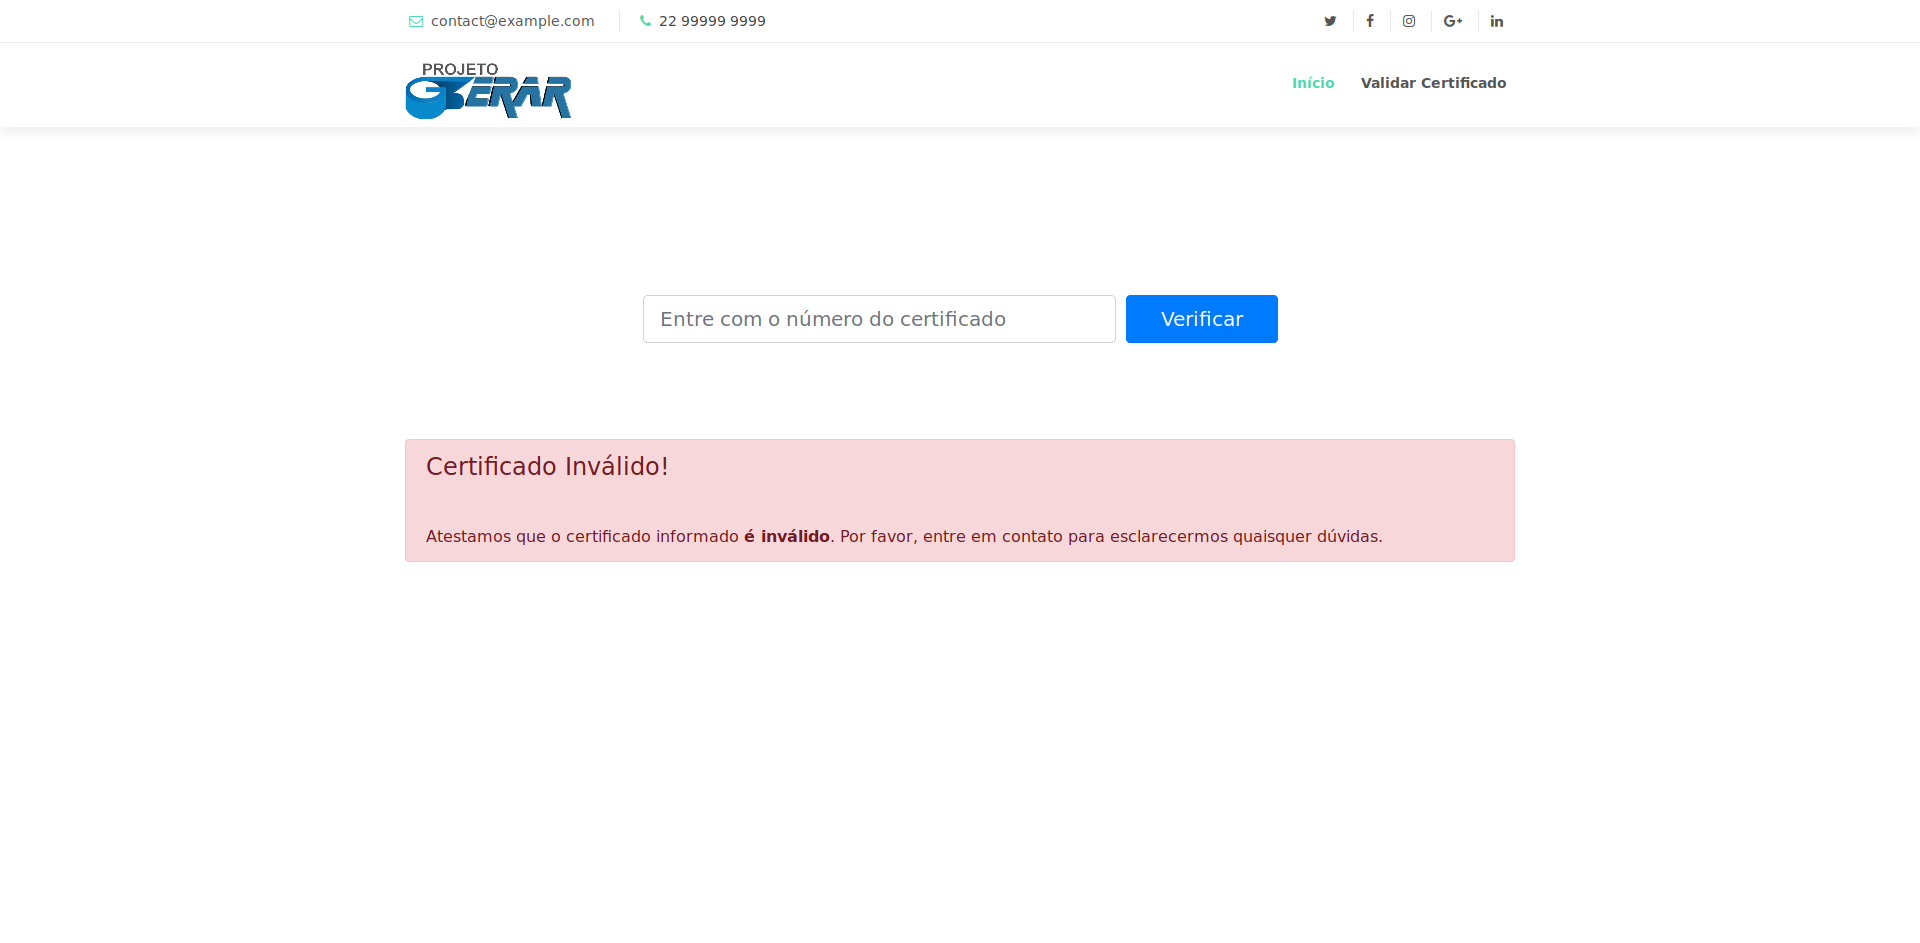 contact@example.com
22 99999 9999
PROJETO
GERAR
Início
Validar Certificado
Entre com o número do certificado
Verificar
Certificado Inválido!
Atestamos que o certificado informado é inválido. Por favor, entre em contato para esclarecermos quaisquer dúvidas.